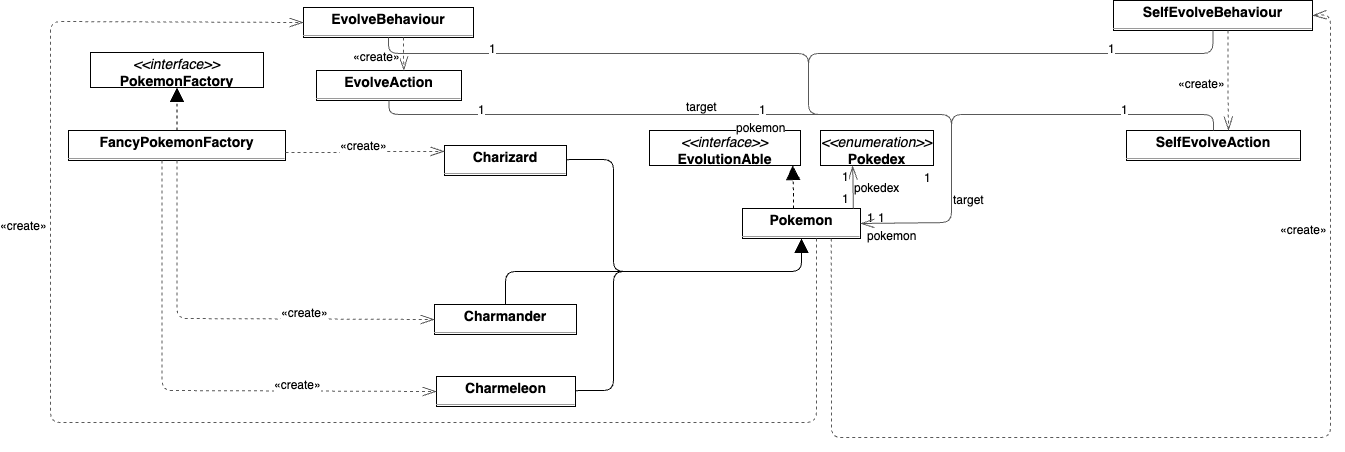 EvolveBehaviour
SelfEvolveBehaviour
1
1
«create»
<<interface>>
PokemonFactory
EvolveAction
«create»
1
target
1
1
pokemon
FancyPokemonFactory
«create»
Charizard
<<interface>>
EvolutionAble
<<enumeration>>
Pokedex
SelfEvolveAction
1
1
pokedex
1
target
Pokemon
1 1
pokemon
«create»
«create»
«create»
Charmander
«create»
Charmeleon